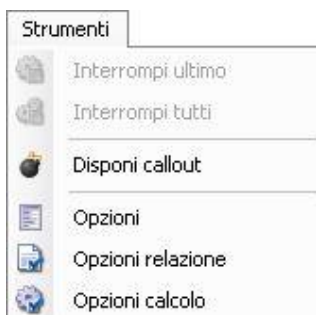 Strumenti
Interrompi ultimo
Interrompi tutti
Disponi callout
Opzioni
Opzioni relazione
Opzioni calcolo